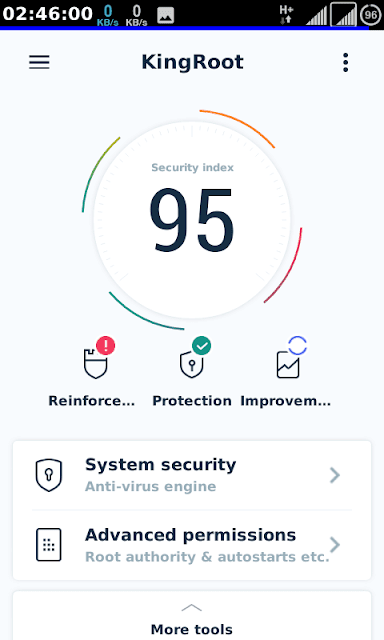 02:46:00 0 KB/s 0 KB/s H+ 96
KingRoot
Security index
95
!
Reinforce... Protection Improvem...
System security
Anti-virus engine
Advanced permissions
Root authority & autostarts etc.
More tools